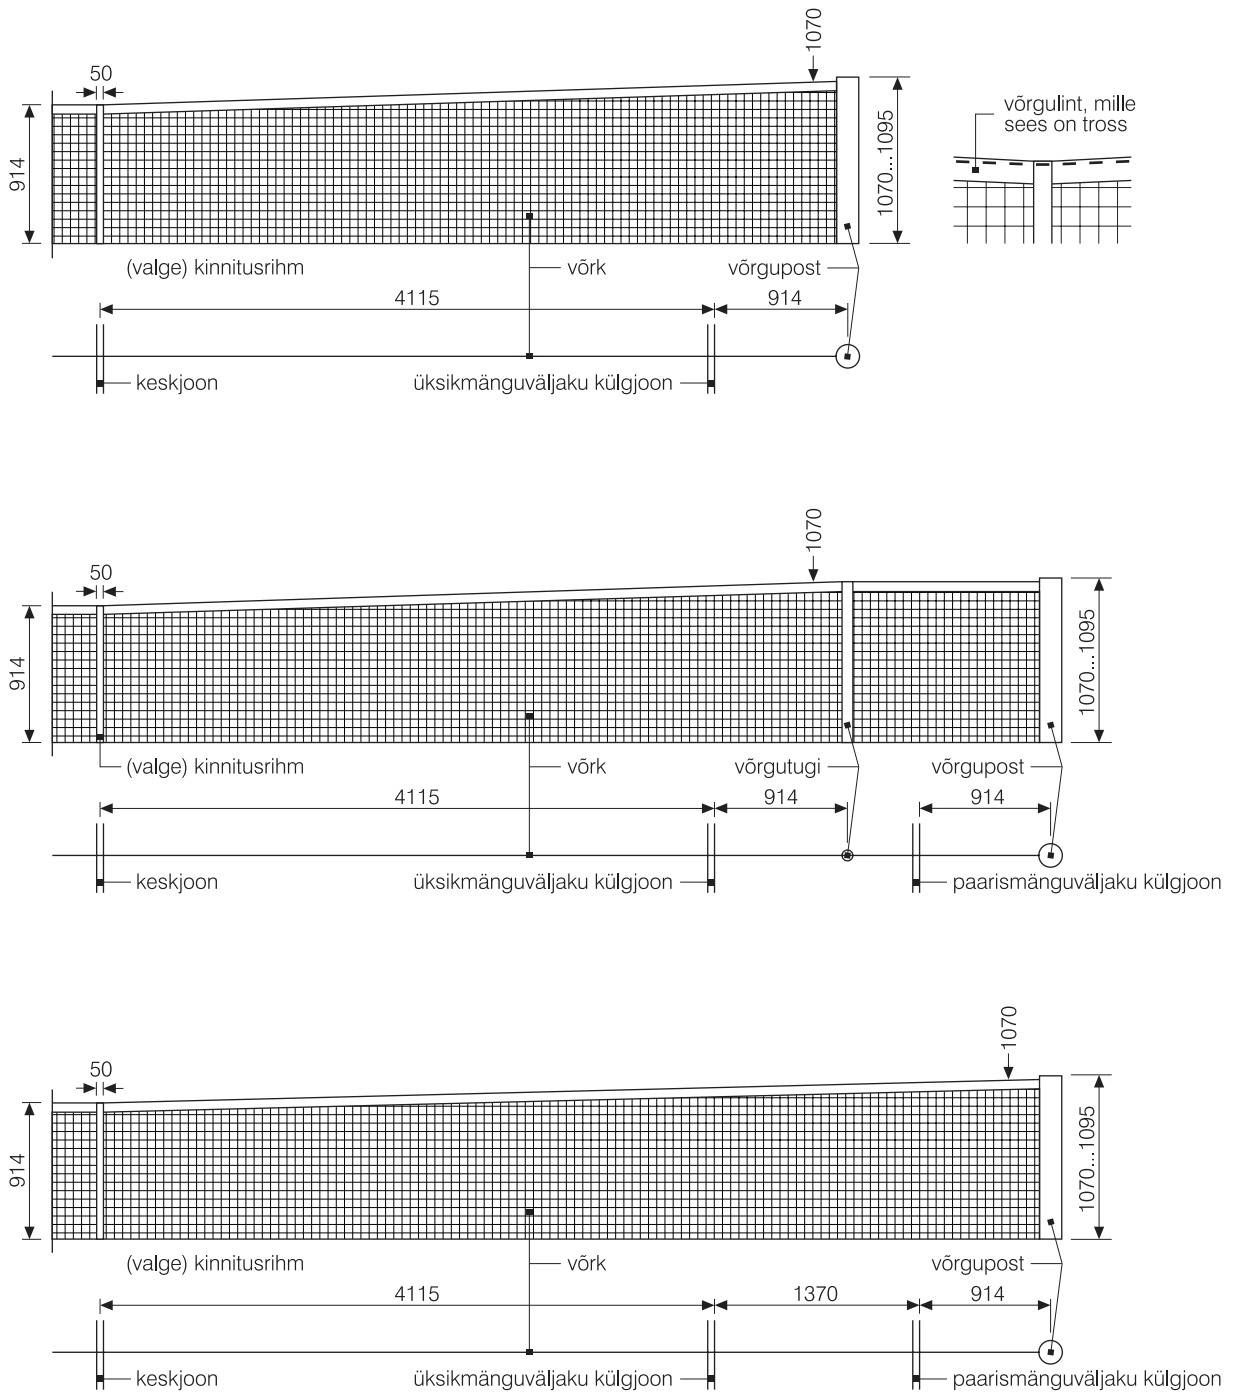 1070
50
914
1070...1095
võrgulint, mille
sees on tross
(valge) kinnitusrihm
võrk
võrgupost
4115
914
keskjoon
üksikmänguväljaku külgjoon
1070
50
914
1070...1095
(valge) kinnitusrihm
võrk
võrgutugi
võrgupost
4115
914
914
keskjoon
üksikmänguväljaku külgjoon
paarismänguväljaku külgjoon
1070
50
914
1070...1095
(valge) kinnitusrihm
võrk
võrgupost
4115
1370
914
keskjoon
üksikmänguväljaku külgjoon
paarismänguväljaku külgjoon